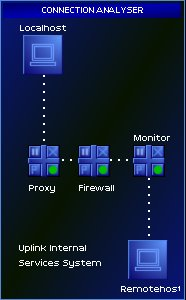 CONNECTION ANALYSER
Localhost
Monitor
Proxy Firewall
Uplink Internal
Services System
Remotehost